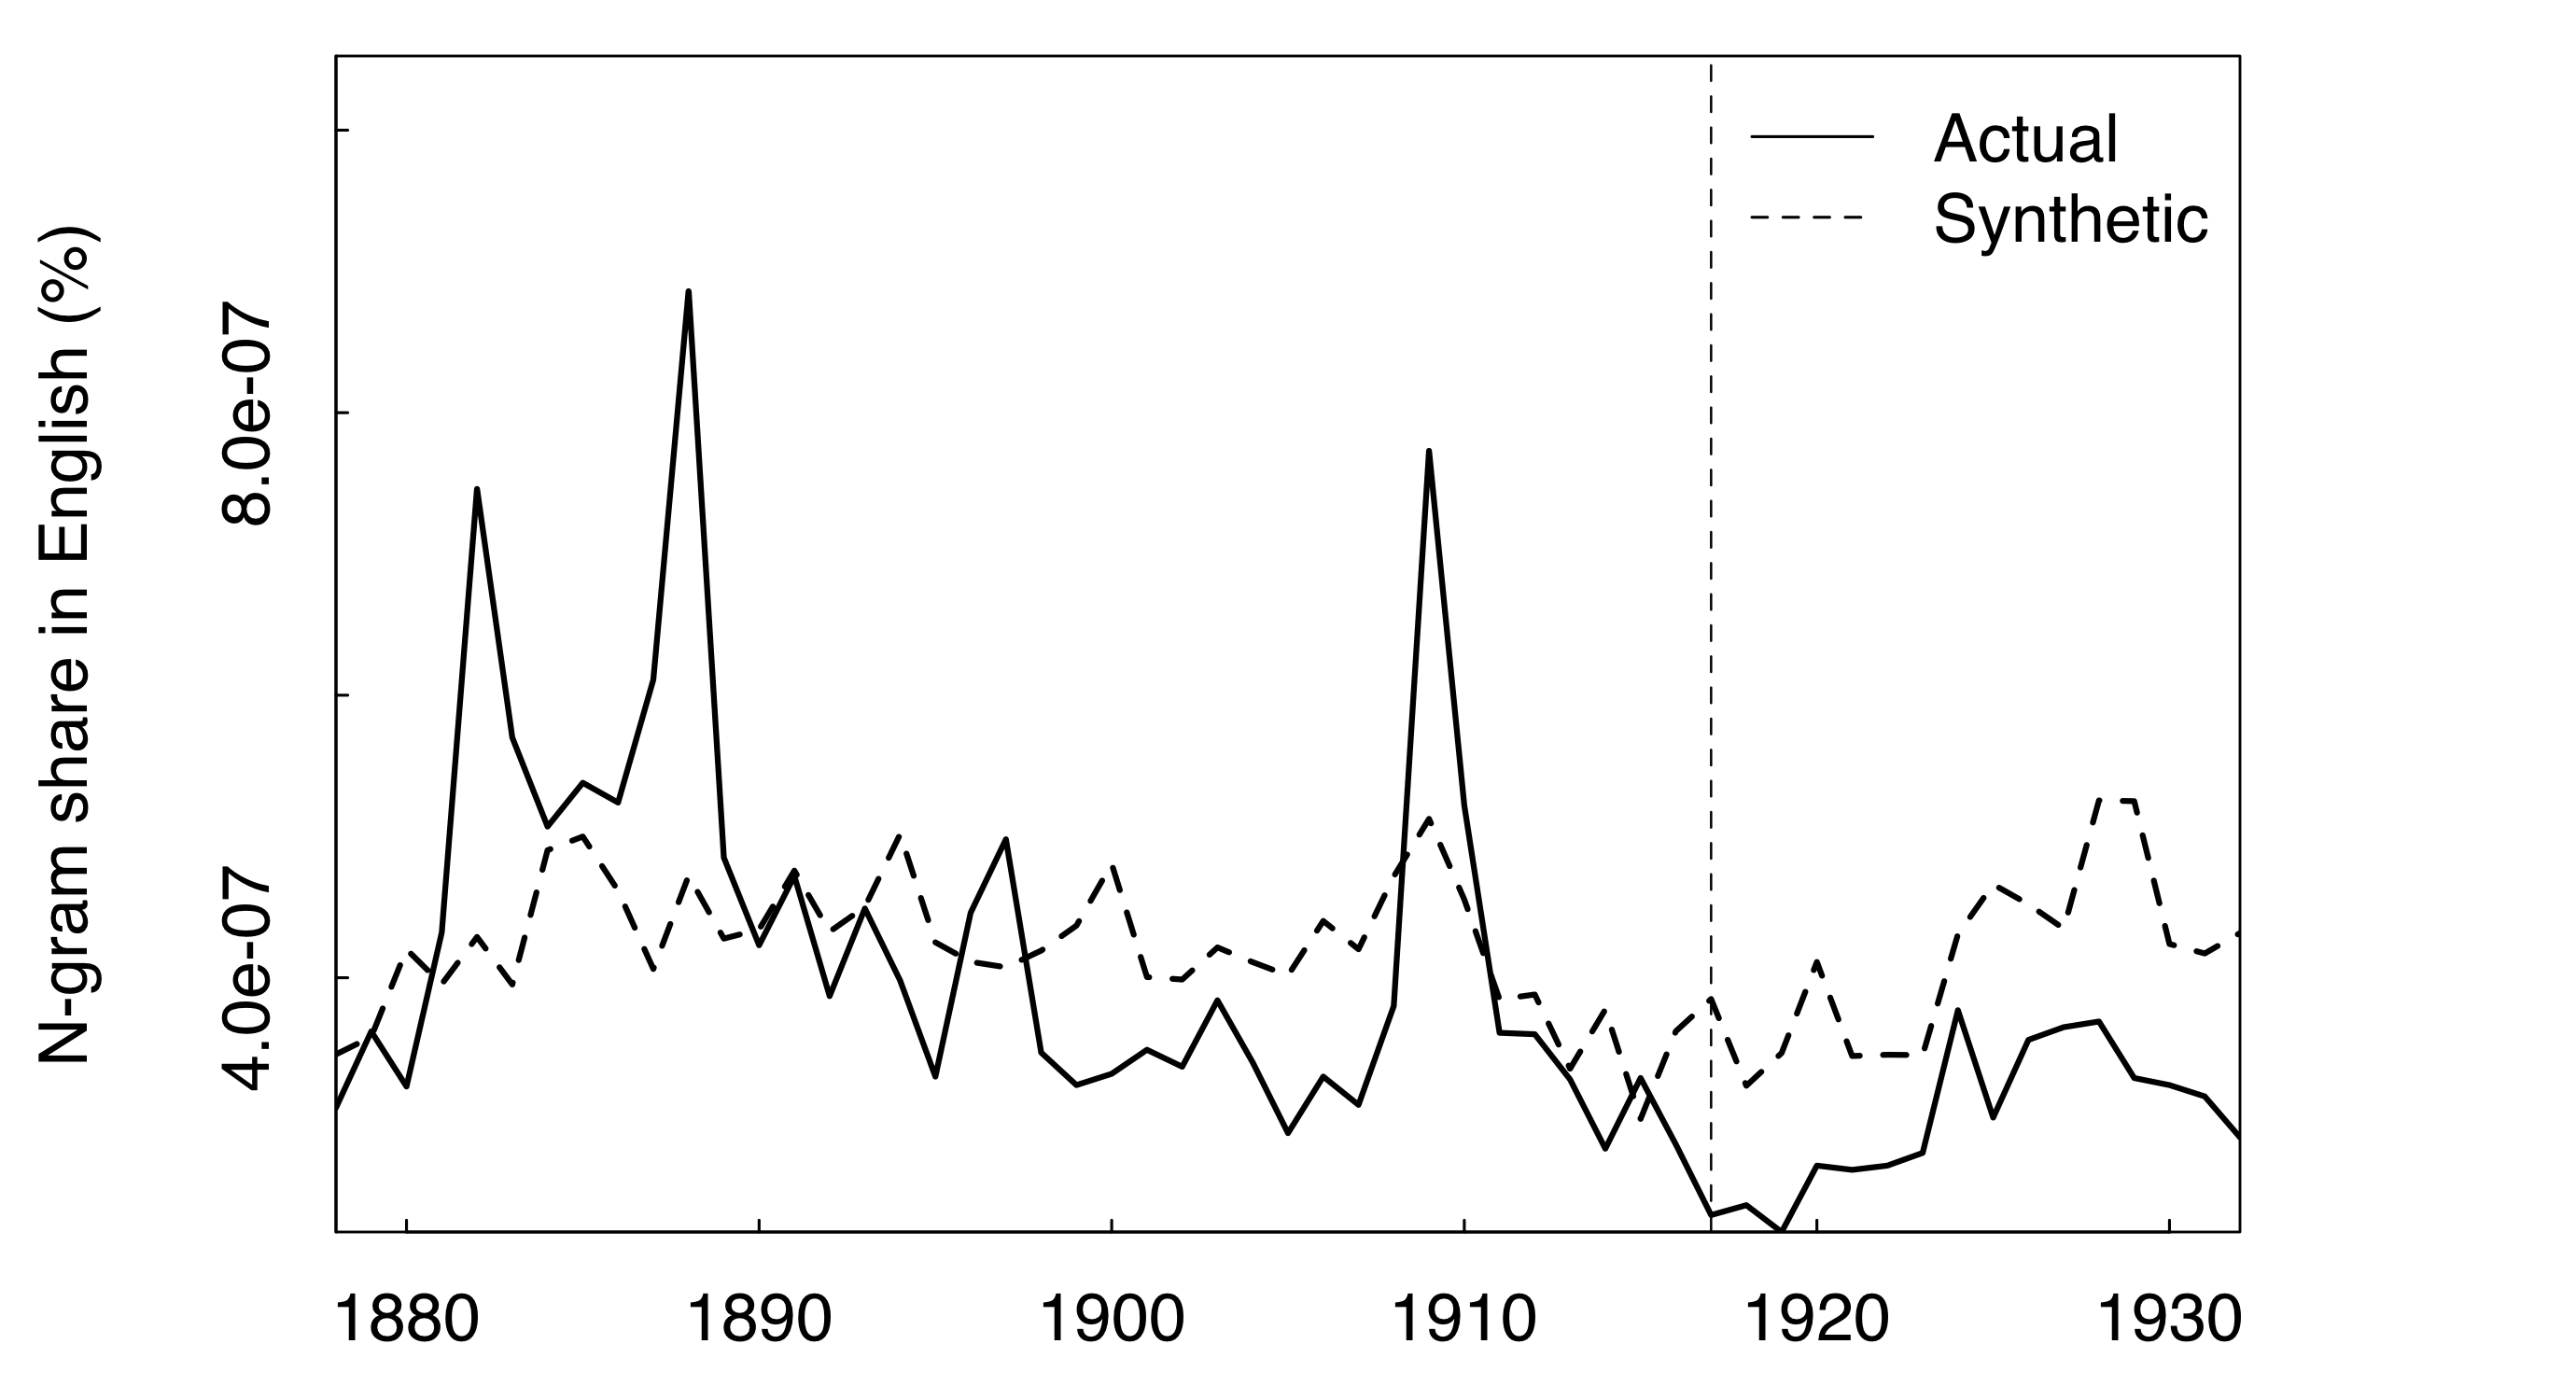 N-gram share in English (%)
8.0e-07
4.0e-07
Actual
Synthetic
1880 1890 1900 1910 1920 1930